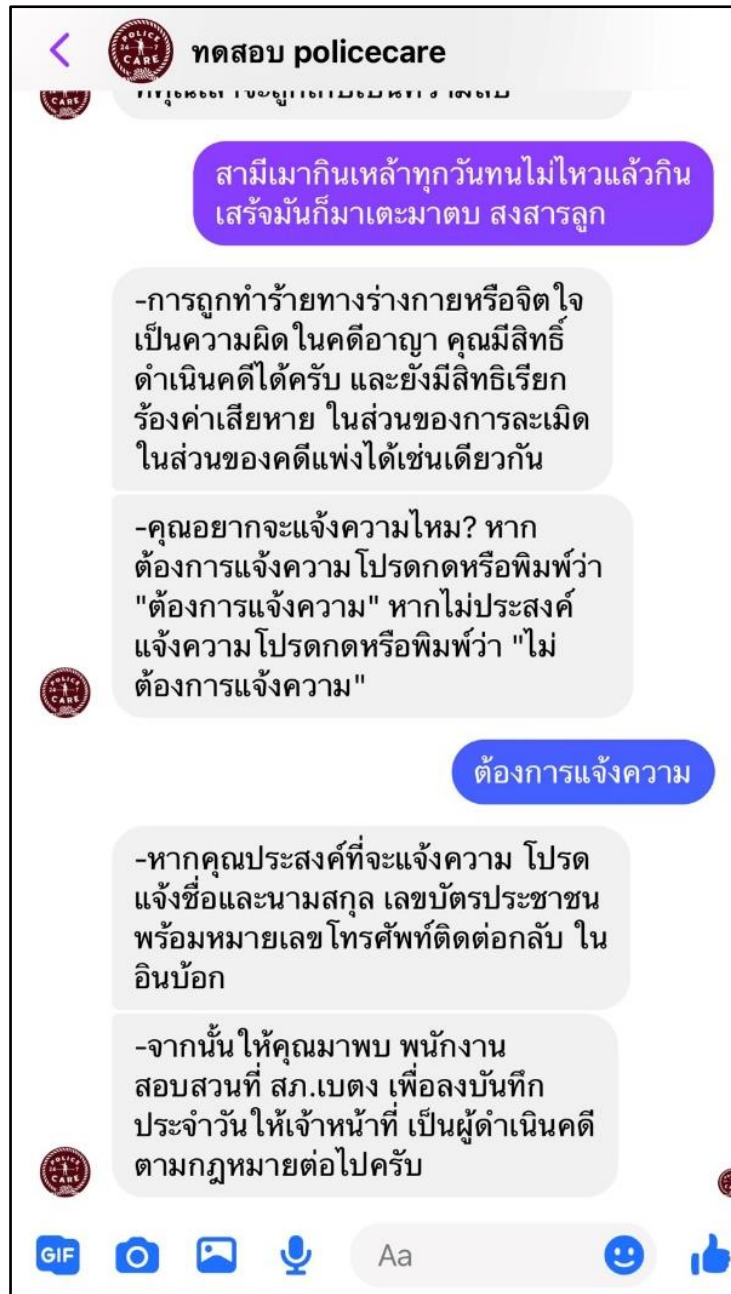 ทดสอบ policecare
สามีเมากินเหล้าทุกวันทนไม่ไหวแล้วกิน
เสร็จมันก็มาเตะมาตบ สงสารลูก
-การถูกทำร้ายทางร่างกายหรือจิตใจ
เป็นความผิดในคดีอาญา คุณมีสิทธิ์
ดำเนินคดีได้ครับ และยังมีสิทธิเรียก
ร้องค่าเสียหาย ในส่วนของการละเมิด
ในส่วนของคดีแพ่งได้เช่นเดียวกัน
-คุณอยากจะแจ้งความไหม? หาก
ต้องการแจ้งความโปรดกดหรือพิมพ์ว่า
"ต้องการแจ้งความ" หากไม่ประสงค์
แจ้งความโปรดกดหรือพิมพ์ว่า "ไม่
ต้องการแจ้งความ"
ต้องการแจ้งความ
-หากคุณประสงค์ที่จะแจ้งความ โปรด
แจ้งชื่อและนามสกุล เลขบัตรประชาชน
พร้อมหมายเลขโทรศัพท์ติดต่อกลับ ใน
อินบ้อก
-จากนั้นให้คุณมาพบ พนักงาน
สอบสวนที่ สภ.เบตง เพื่อลงบันทึก
ประจำวันให้เจ้าหน้าที่ เป็นผู้ดำเนินคดี
ตามกฎหมายต่อไปครับ
POLICE
24 7
CARE
GIF
Aa